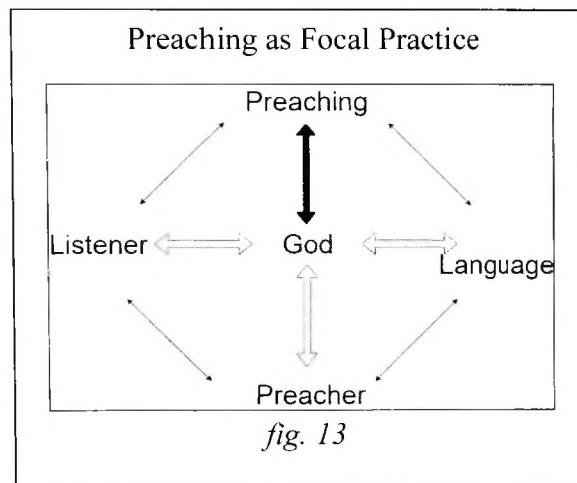 Preaching as Focal Practice
Preaching
Listener God Language
Preacher
fig. 13